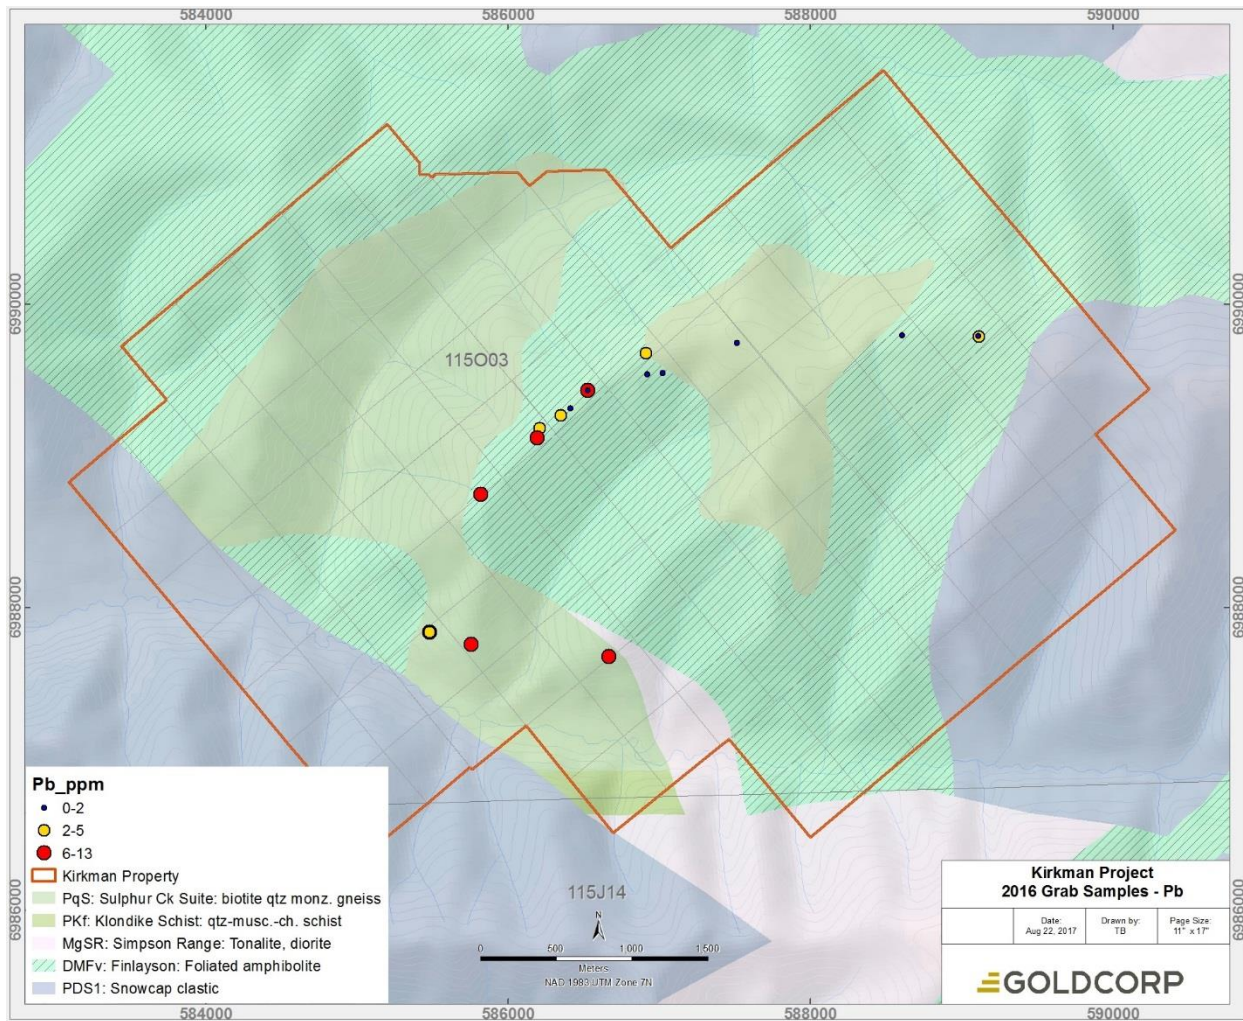 584000
586000
588000
590000
6990000
6990000
115O03
6988000
6988000
Pb_ppm
0-2
2-5
6-13
Kirkman Property
PqS: Sulphur Ck Suite: biotite qtz monz. gneiss
PKf: Klondike Schist: qtz-musc.-ch. schist
MgSR: Simpson Range: Tonalite, diorite
DMFv: Finlayson: Foliated amphibolite
PDS1: Snowcap clastic
115J14
N
0 500 1,000 1,500
Meters
NAD 1983 UTM Zone 7N
Kirkman Project
2016 Grab Samples - Pb
Date:
Aug 22, 2017
Drawn by:
TB
Page Size:
11" x 17"
GOLDCORP
6986000
6986000
584000
586000
588000
590000